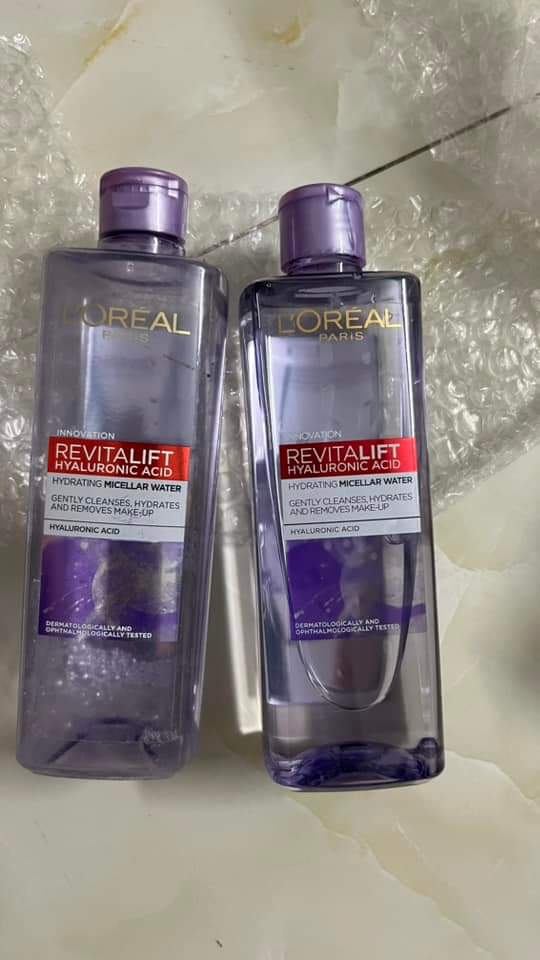 L'ORÉAL
PARIS
INNOVATION
REVITALIFT
HYALURONIC ACID
HYDRATING MICELLAR WATER
GENTLY CLEANSES, HYDRATES
AND REMOVES MAKE-UP
HYALURONIC ACID
DERMATOLOGICALLY AND
OPHTHALMOLOGICALLY TESTED
L'ORÉAL
PARIS
INNOVATION
REVITALIFT
HYALURONIC ACID
HYDRATING MICELLAR WATER
GENTLY CLEANSES, HYDRATES
AND REMOVES MAKE-UP
HYALURONIC ACID
DERMATOLOGICALLY AND
OPHTHALMOLOGICALLY TESTED